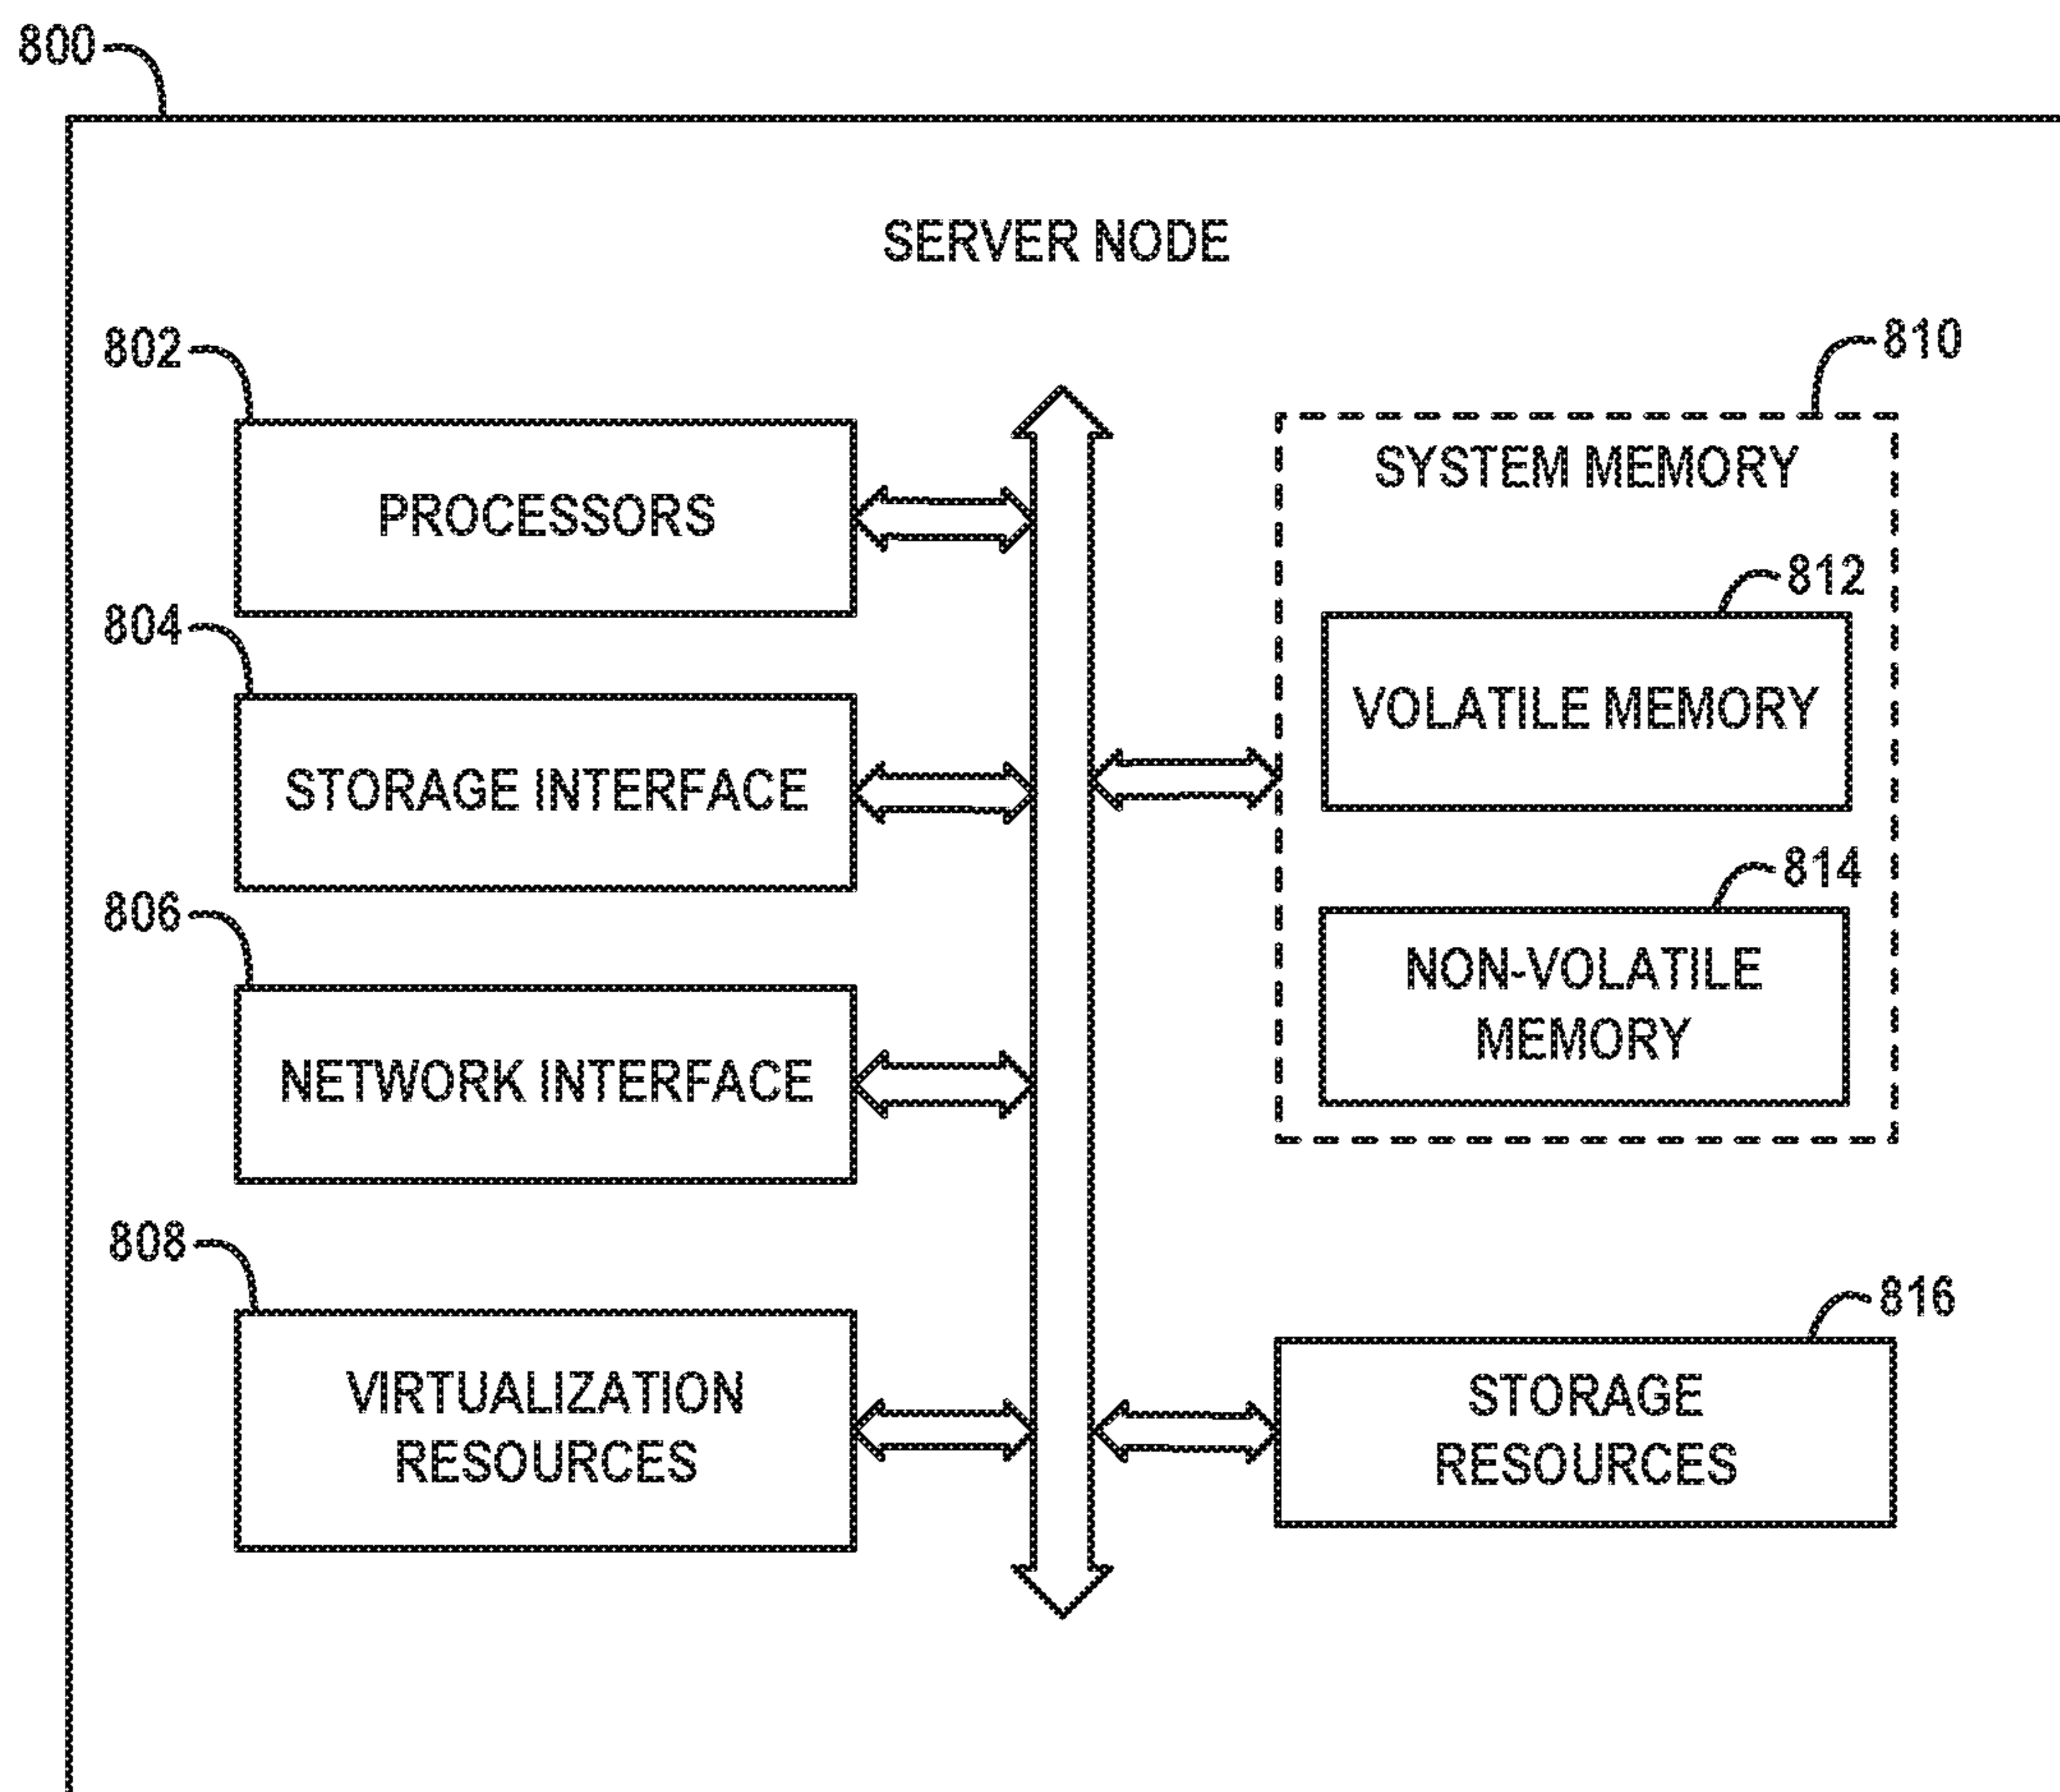 800
SERVER NODE
802
PROCESSORS
804
STORAGE INTERFACE
806
NETWORK INTERFACE
808
VIRTUALIZATION
RESOURCES
810
SYSTEM MEMORY
812
VOLATILE MEMORY
814
NON-VOLATILE
MEMORY
816
STORAGE
RESOURCES